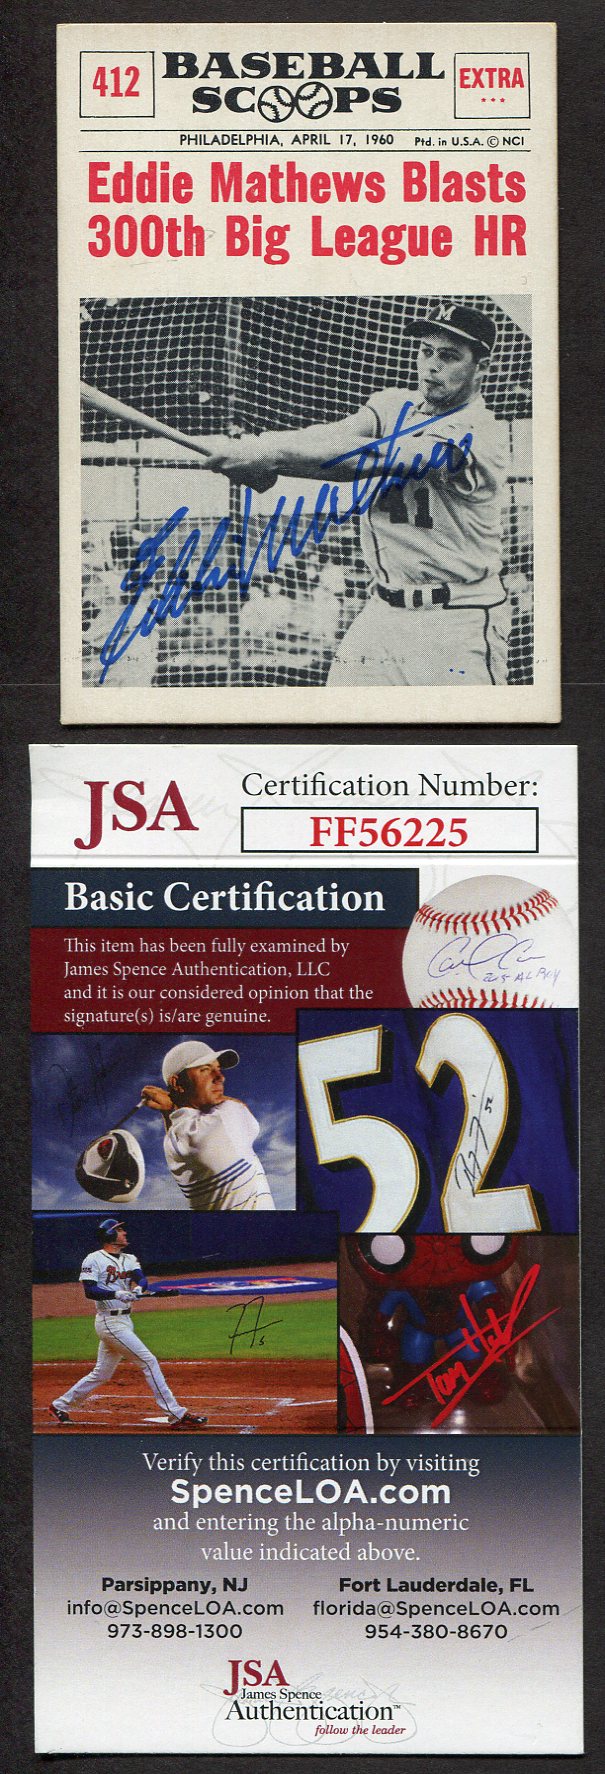 412
BASEBALL
SCOOPS
EXTRA
PHILADELPHIA, APRIL 17, 1960 Ptd. in U.S.A. © NCI
Eddie Mathews Blasts
300th Big League HR
M
41
Eddie Mathews
JSA
Certification Number:
FF56225
Basic Certification
This item has been fully examined by
James Spence Authentication, LLC
and it is our considered opinion that the
signature(s) is/are genuine.
52
Verify this certification by visiting
SpenceLOA.com
and entering the alpha-numeric
value indicated above.
Parsippany, NJ
info@SpenceLOA.com
973-898-1300
Fort Lauderdale, FL
florida@SpenceLOA.com
954-380-8670
JSA
James Spence
Authentication™
follow the leader